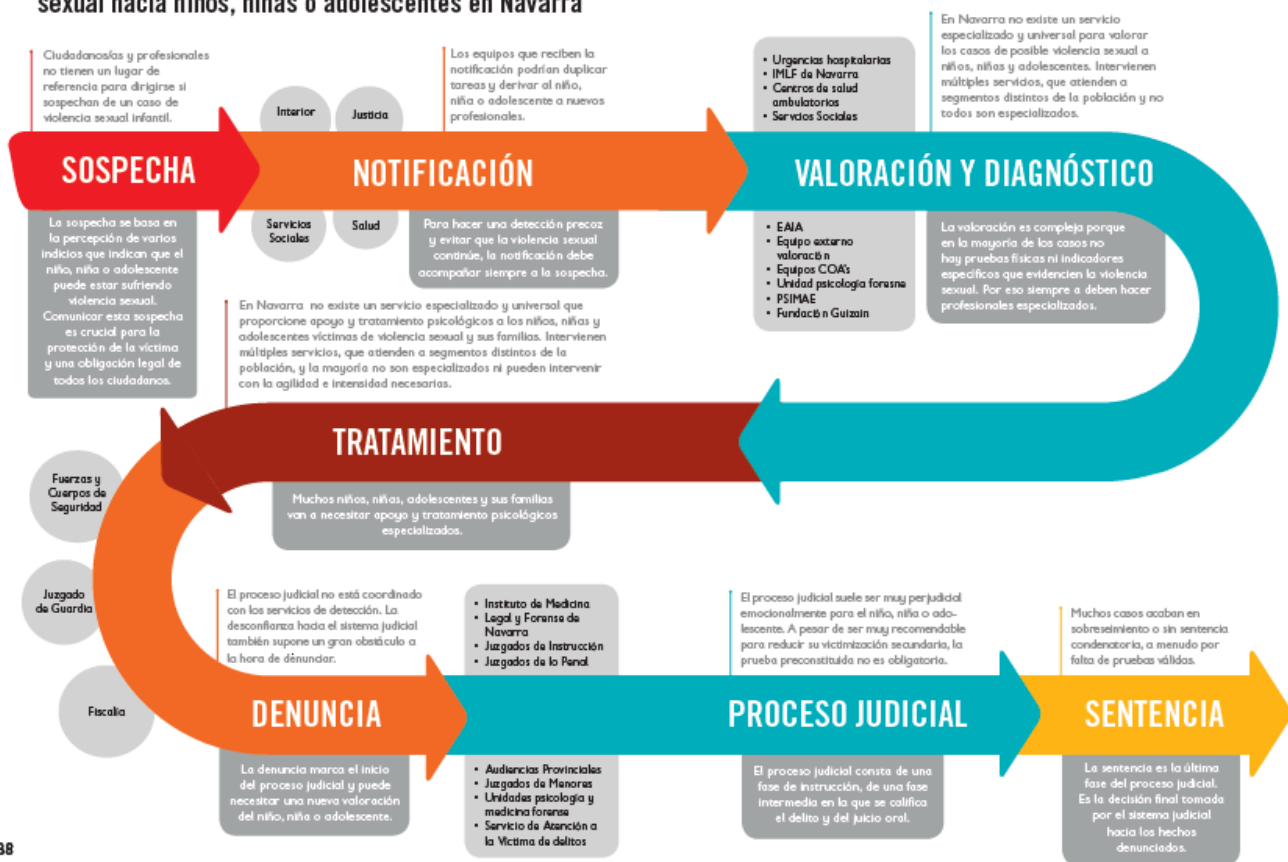 sexual hacia niños, niñas o adolescentes en Navarra
Ciudadanos/as y profesionales
no tienen un lugar de
referencia para dirigirse si
sospechan de un caso de
violencia sexual infantil.
Interior
Justicia
Los equipos que reciben la
notificación podrían duplicar
tareas y derivar al niño,
niña o adolescente a nuevos
profesionales.
• Urgencias hospitalarias
• IMLF de Navarra
• Centros de salud
ambulatorios
• Servcios Sociales
En Navarra no existe un servicio
especializado y universal para valorar
los casos de posible violencia sexual a
niños, niñas y adolescentes. Intervienen
múltiples servicios, que atienden a
segmentos distintos de la población y no
todos son especializados.
SOSPECHA
NOTIFICACIÓN
VALORACIÓN Y DIAGNÓSTICO
La sospecha se basa en
la percepción de varios
indicios que indican que el
niño, niña o adolescente
puede estar sufriendo
violencia sexual.
Comunicar esta sospecha
es crucial para la
protección de la víctima
y una obligación legal de
todos los ciudadanos.
Servicios
Sociales
Salud
Para hacer una detección precoz
y evitar que la violencia sexual
continúe, la notificación debe
acompañar siempre a la sospecha.
• EAIA
• Equipo externo
valoración
• Equipos COA's
• Unidad psicología foresne
• PSIMAE
• Fundación Guizain
La valoración es compleja porque
en la mayoría de los casos no
hay pruebas físicas ni indicadores
específicos que evidencien la violencia
sexual. Por eso siempre a deben hacer
profesionales especializados.
En Navarra no existe un servicio especializado y universal que
proporcione apoyo y tratamiento psicológicos a los niños, niñas y
adolescentes víctimas de violencia sexual y sus familias. Intervienen
múltiples servicios, que atienden a segmentos distintos de la
población, y la mayoría no son especializados ni pueden intervenir
con la agilidad e intensidad necesarias.
TRATAMIENTO
Muchos niños, niñas, adolescentes y sus familias
van a necesitar apoyo y tratamiento psicológicos
especializados.
Fuerzas y
Cuerpos de
Seguridad
Juzgado
de Guardia
Fiscalía
El proceso judicial no está coordinado
con los servicios de detección. La
desconfianza hacia el sistema judicial
también supone un gran obstáculo a
la hora de dénunciar.
• Instituto de Medicina
• Legal y Forense de
Navarra
• Juzgados de Instrucción
• Juzgados de lo Penal
El proceso judicial suele ser muy perjudicial
emocionalmente para el niño, niña o ado-
lescente. A pesar de ser muy recomendable
para reducir su victimización secundaria, la
prueba preconstituida no es obligatoria.
Muchos casos acaban en
sobreseimiento o sin sentencia
condenatoria, a menudo por
falta de pruebas válidas.
DENUNCIA
PROCESO JUDICIAL
SENTENCIA
La denuncia marca el inicio
del proceso judicial y puede
necesitar una nueva valoración
del niño, niña o adolescente.
• Audiencias Provinciales
• Juzgados de Menores
• Unidades psicología y
medicina forense
• Servicio de Atención a
la Víctima de delitos
El proceso judicial consta de una
fase de instrucción, de una fase
intermedia en la que se califica
el delito y del juicio oral.
La sentencia es la última
fase del proceso judicial.
Es la decisión final tomada
por el sistema judicial
hacia los hechos
denunciados.
38